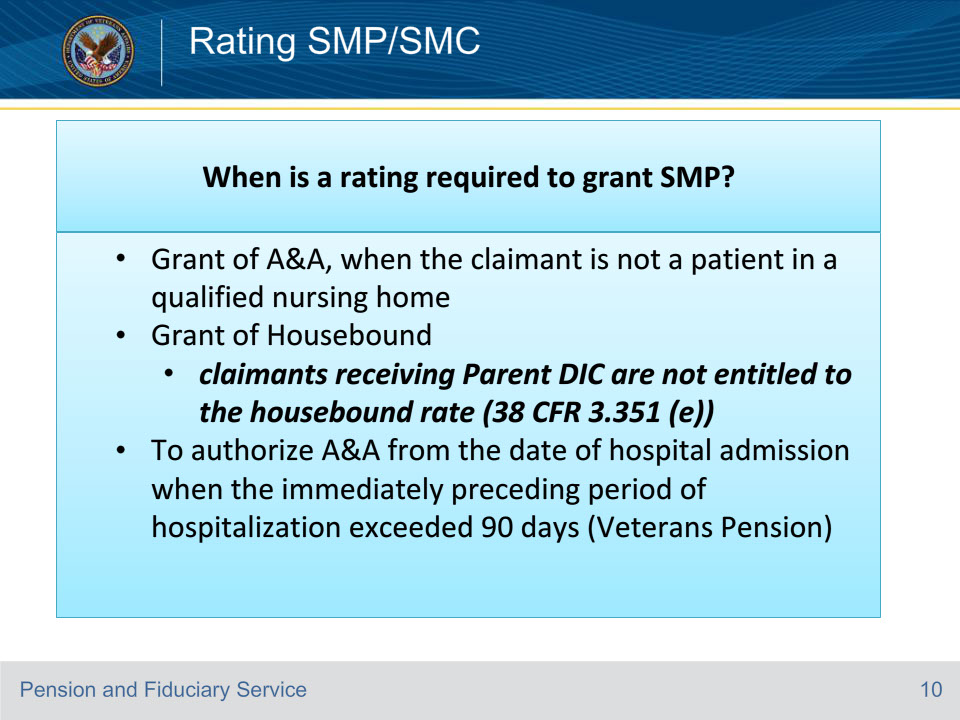 Rating SMP/SMC
When is a rating required to grant SMP?
• Grant of A&A, when the claimant is not a patient in a
qualified nursing home
• Grant of Housebound
• claimants receiving Parent DIC are not entitled to
the housebound rate (38 CFR 3.351 (e))
• To authorize A&A from the date of hospital admission
when the immediately preceding period of
hospitalization exceeded 90 days (Veterans Pension)
Pension and Fiduciary Service
10